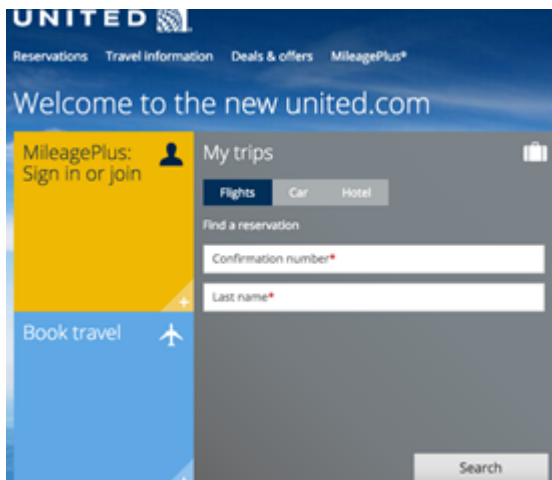 UNITED
Reservations Travel information Deals & offers MileagePlus®
Welcome to the new united.com
MileagePlus:
Sign in or join
My trips
Flights Car Hotel
Find a reservation
Confirmation number*
Last name*
Book travel
Search